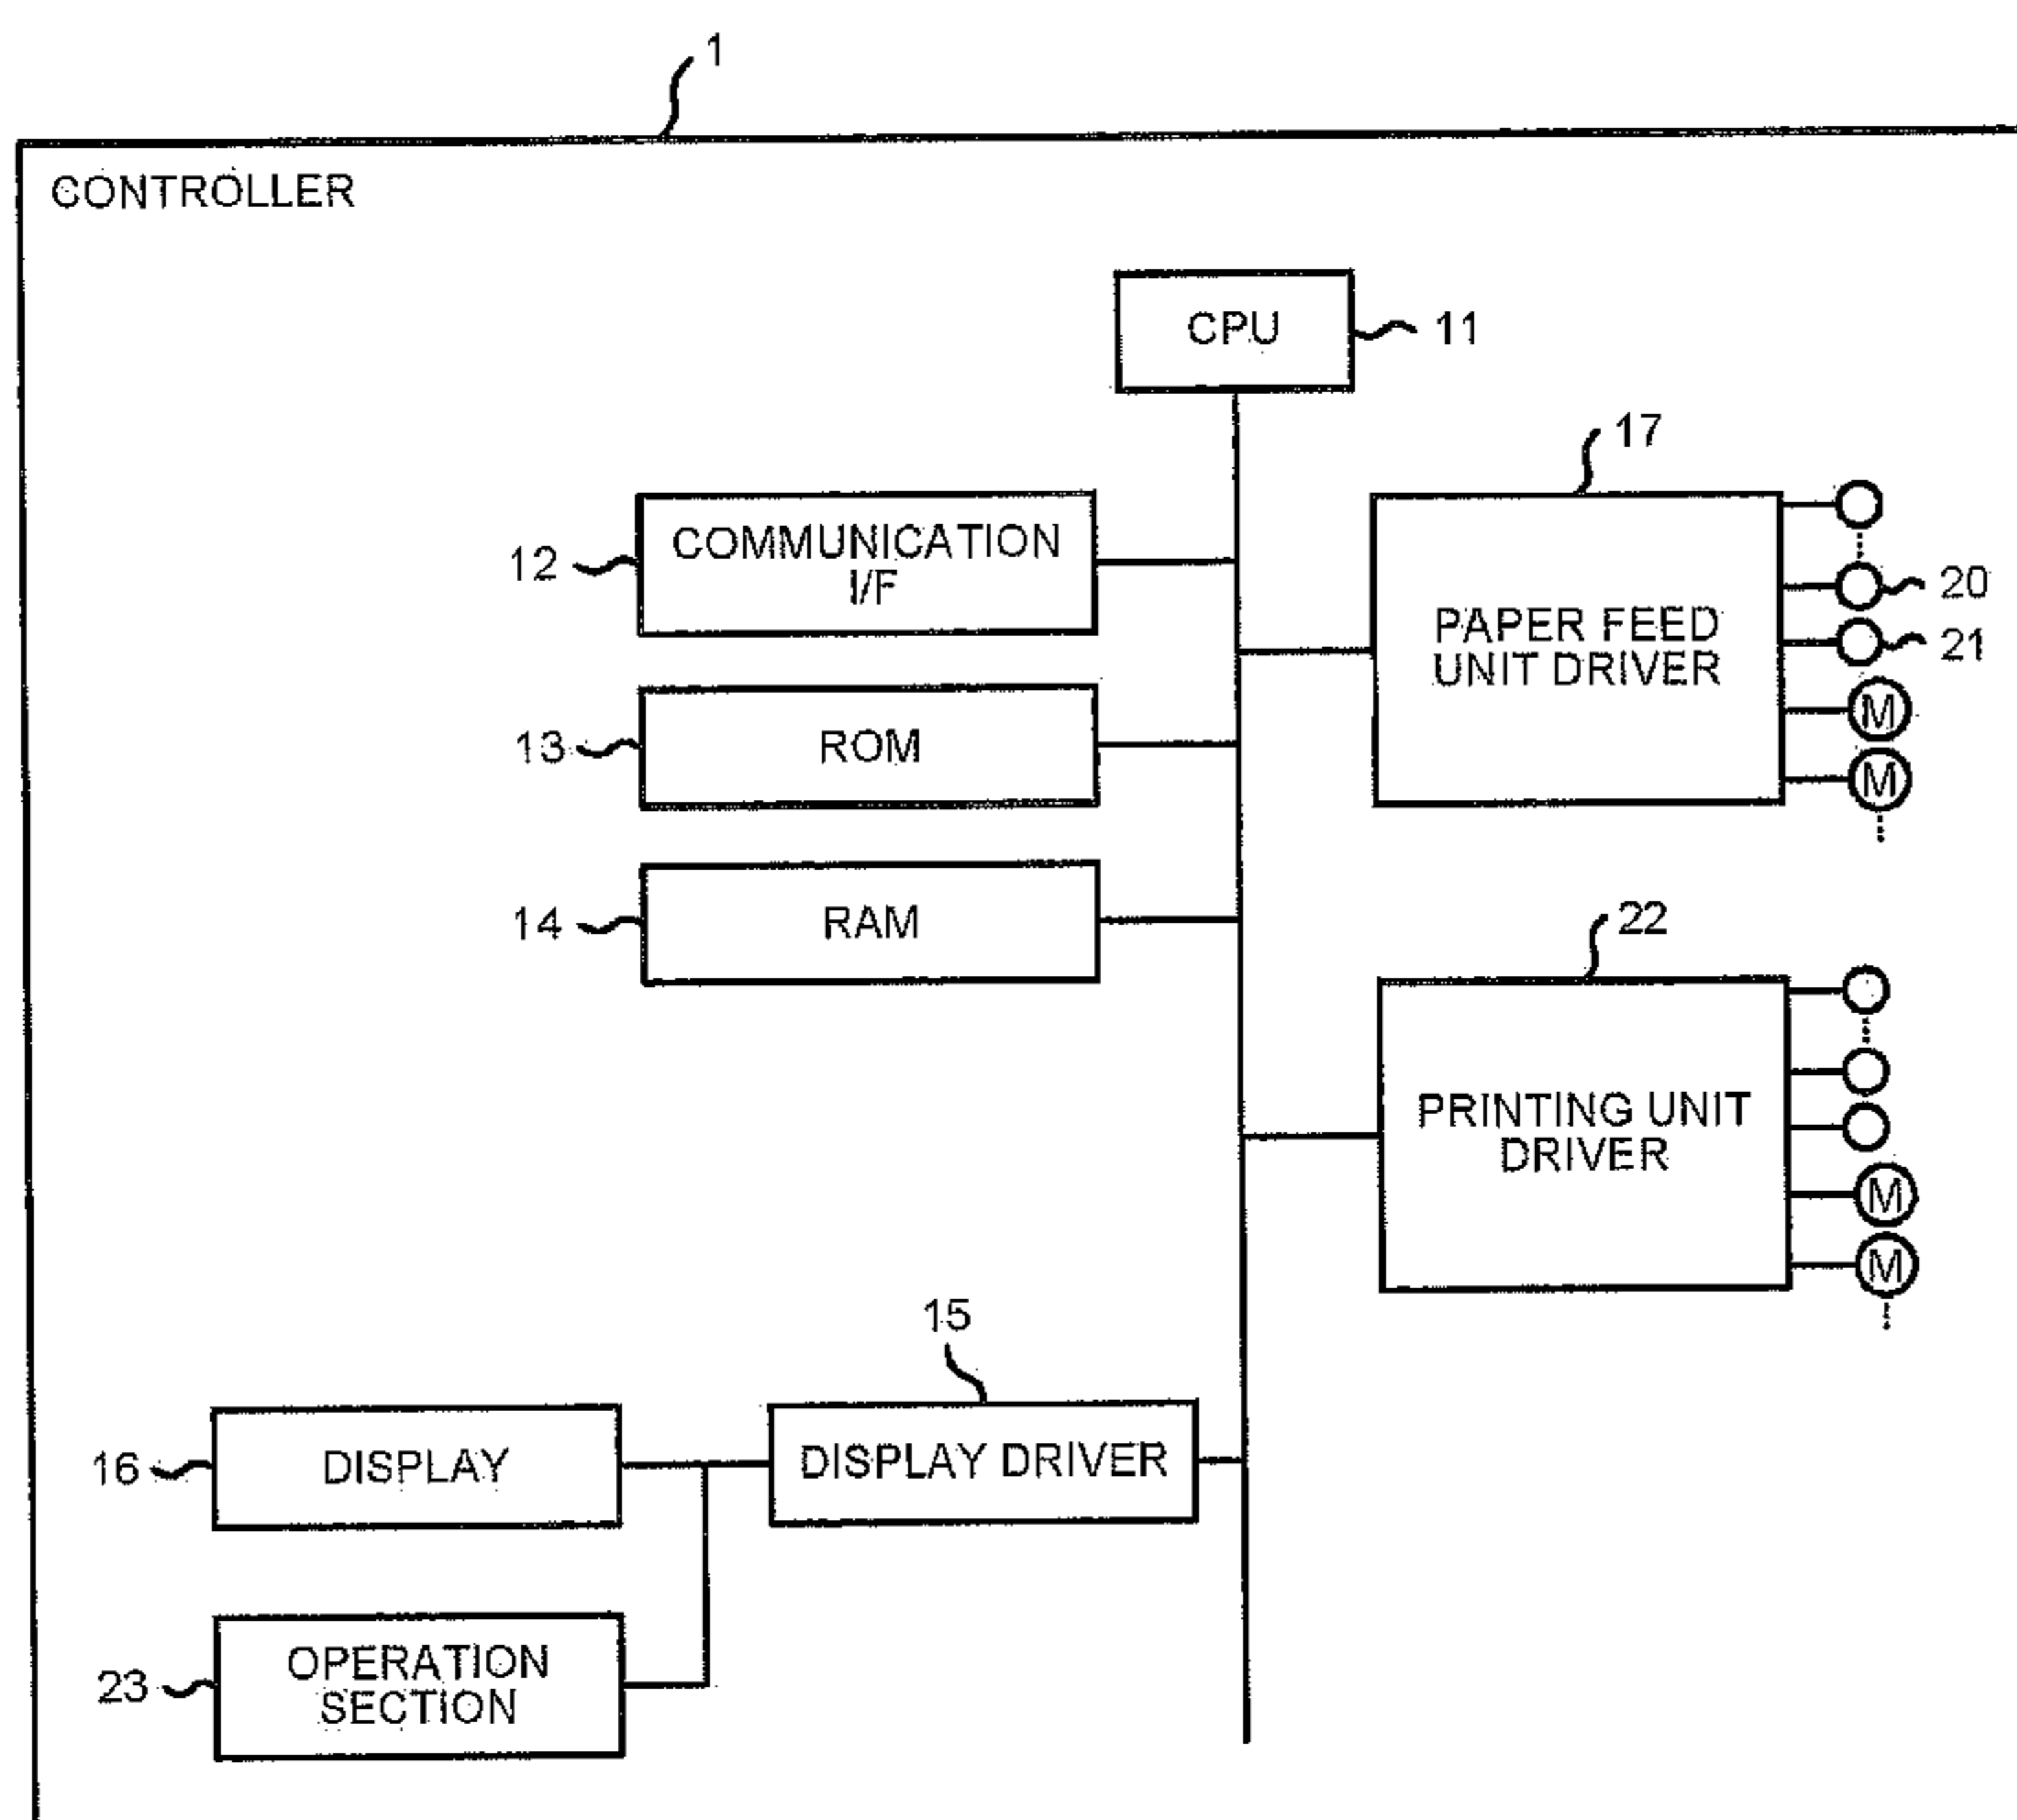 1
CONTROLLER
CPU
11
17
12
COMMUNICATION
I/F
20
PAPER FEED
UNIT DRIVER
21
M
M
13
ROM
14
RAM
22
PRINTING UNIT
DRIVER
M
M
15
16
DISPLAY
DISPLAY DRIVER
23
OPERATION
SECTION